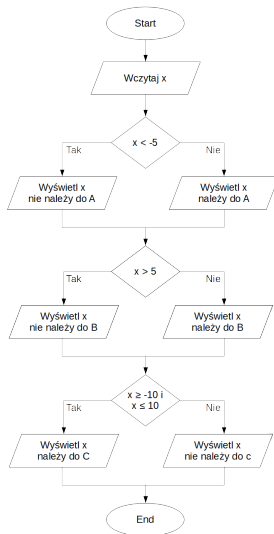 Start
Wczytaj x
x < -5
Tak
Nie
Wyświetl x
nie należy do A
Wyświetl x
należy do A
x > 5
Tak
Nie
Wyświetl x
nie należy do B
Wyświetl x
należy do B
x ≥ -10 i
x ≤ 10
Tak
Nie
Wyświetl x
należy do C
Wyświetl x
nie należy do c
End